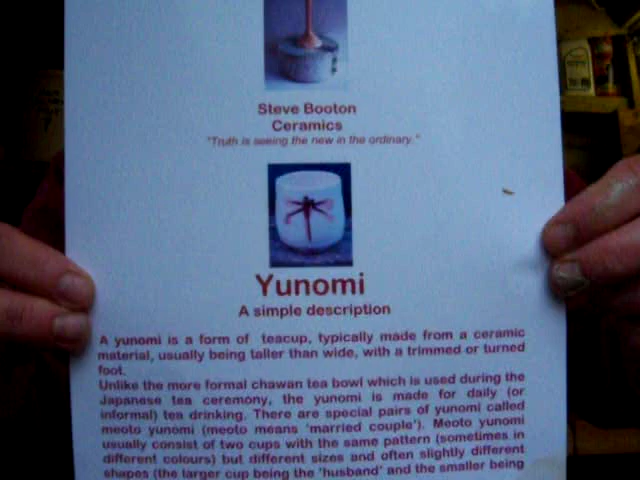 Steve Booton
Ceramics
"Truth is seeing the new in the ordinary."
Yunomi
A simple description
A yunomi is a form of teacup, typically made from a ceramic
material, usually being taller than wide, with a trimmed or turned
foot.
Unlike the more formal chawan tea bowl which is used during the
Japanese tea ceremony, the yunomi is made for daily (or
informal) tea drinking. There are special pairs of yunomi called
meoto yunomi (meoto means 'married couple'). Meoto yunomi
usually consist of two cups with the same pattern (sometimes in
different colours) but different sizes and often slightly different
shapes (the larger cup being the 'husband' and the smaller being